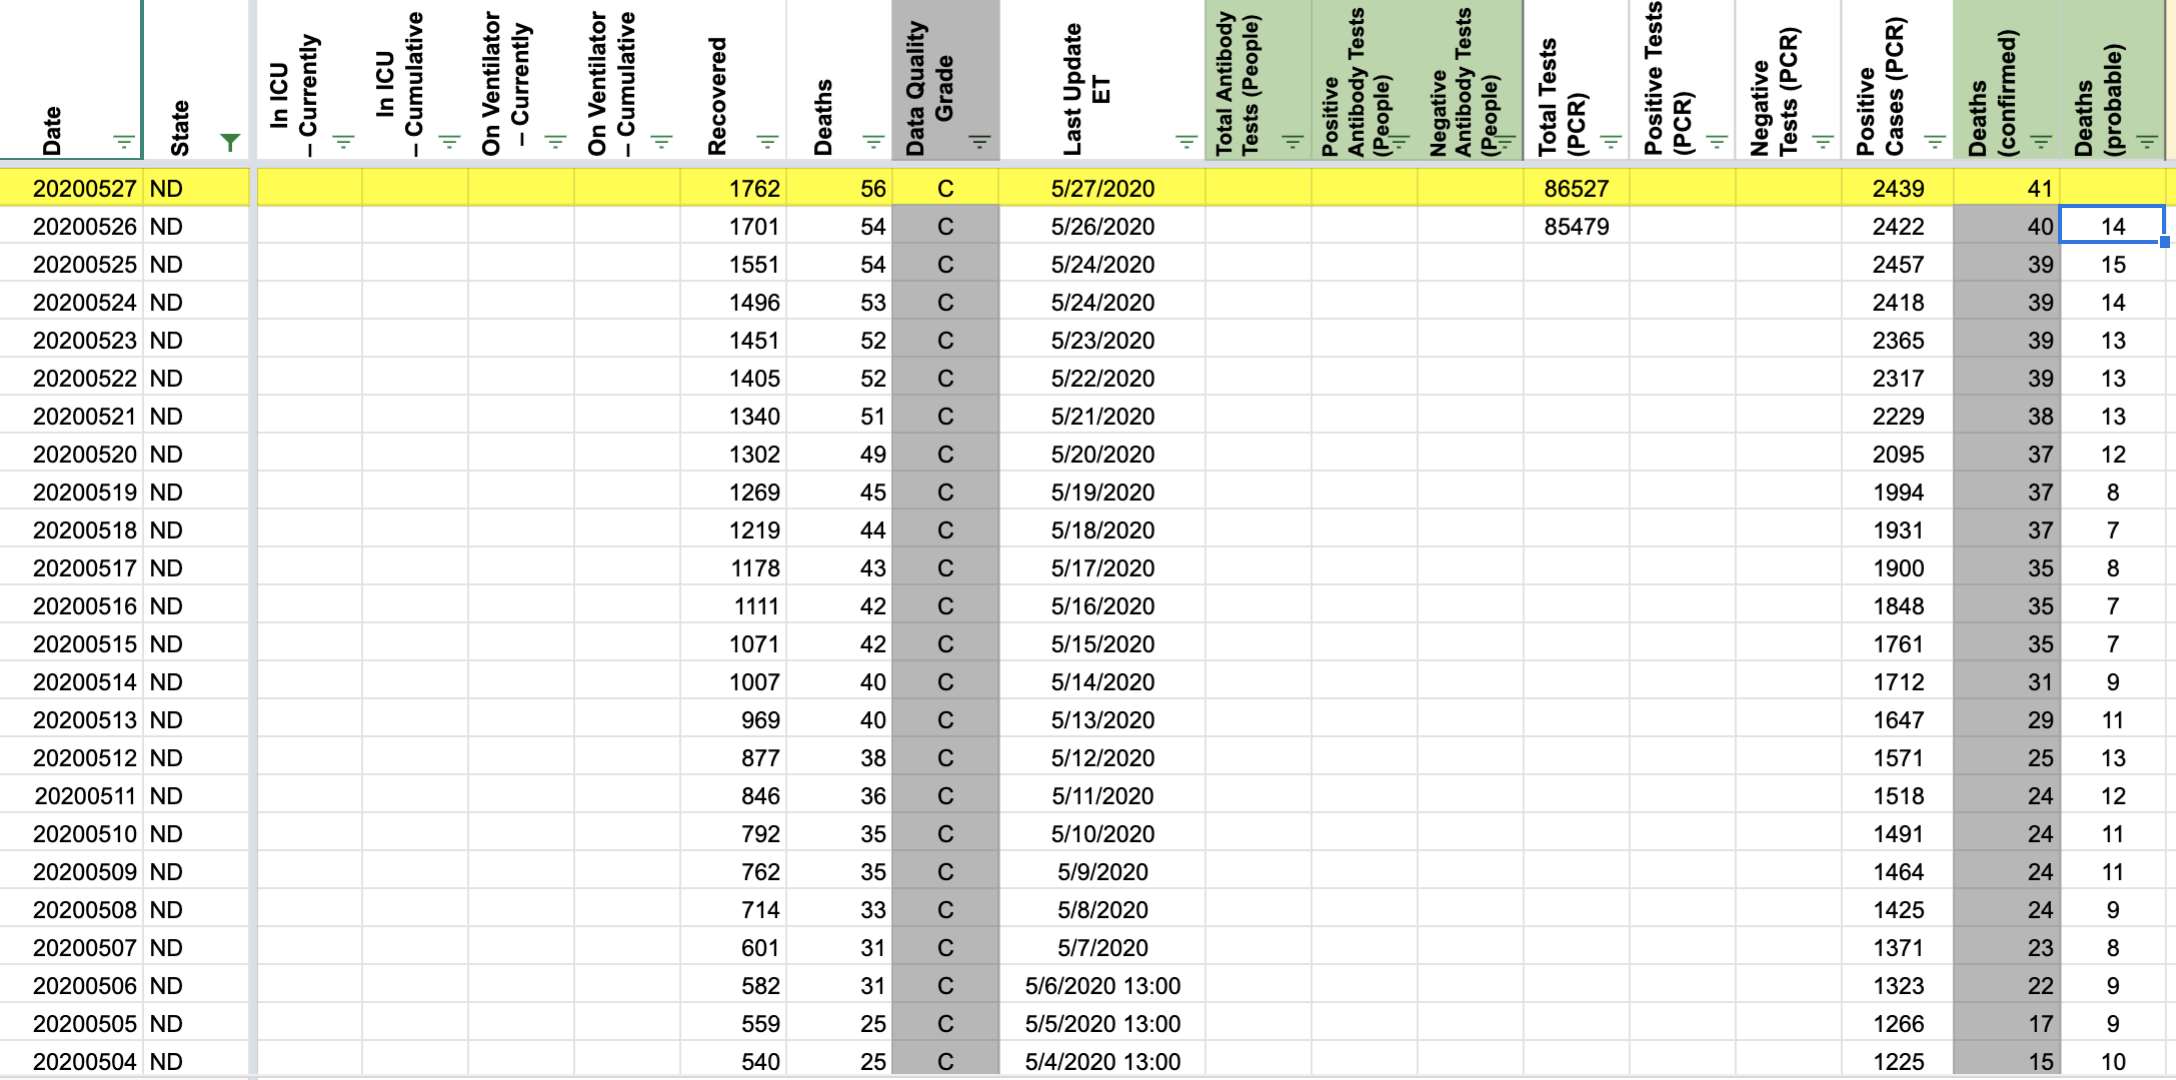 Date State In ICU – Currently In ICU – Cumulative On Ventilator – Currently On Ventilator – Cumulative Recovered Deaths Data Quality Grade Last Update ET Total Antibody Tests (People) Positive Antibody Tests (People) Negative Antibody Tests (People) Total Tests (PCR) Positive Tests (PCR) Negative Tests (PCR) Positive Cases (PCR) Deaths (confirmed) Deaths (probable)
20200527 ND 1762 56 C 5/27/2020 86527 2439 41
20200526 ND 1701 54 C 5/26/2020 85479 2422 40 14
20200525 ND 1551 54 C 5/24/2020 2457 39 15
20200524 ND 1496 53 C 5/24/2020 2418 39 14
20200523 ND 1451 52 C 5/23/2020 2365 39 13
20200522 ND 1405 52 C 5/22/2020 2317 39 13
20200521 ND 1340 51 C 5/21/2020 2229 38 13
20200520 ND 1302 49 C 5/20/2020 2095 37 12
20200519 ND 1269 45 C 5/19/2020 1994 37 8
20200518 ND 1219 44 C 5/18/2020 1931 37 7
20200517 ND 1178 43 C 5/17/2020 1900 35 8
20200516 ND 1111 42 C 5/16/2020 1848 35 7
20200515 ND 1071 42 C 5/15/2020 1761 35 7
20200514 ND 1007 40 C 5/14/2020 1712 31 9
20200513 ND 969 40 C 5/13/2020 1647 29 11
20200512 ND 877 38 C 5/12/2020 1571 25 13
20200511 ND 846 36 C 5/11/2020 1518 24 12
20200510 ND 792 35 C 5/10/2020 1491 24 11
20200509 ND 762 35 C 5/9/2020 1464 24 11
20200508 ND 714 33 C 5/8/2020 1425 24 9
20200507 ND 601 31 C 5/7/2020 1371 23 8
20200506 ND 582 31 C 5/6/2020 13:00 1323 22 9
20200505 ND 559 25 C 5/5/2020 13:00 1266 17 9
20200504 ND 540 25 C 5/4/2020 13:00 1225 15 10